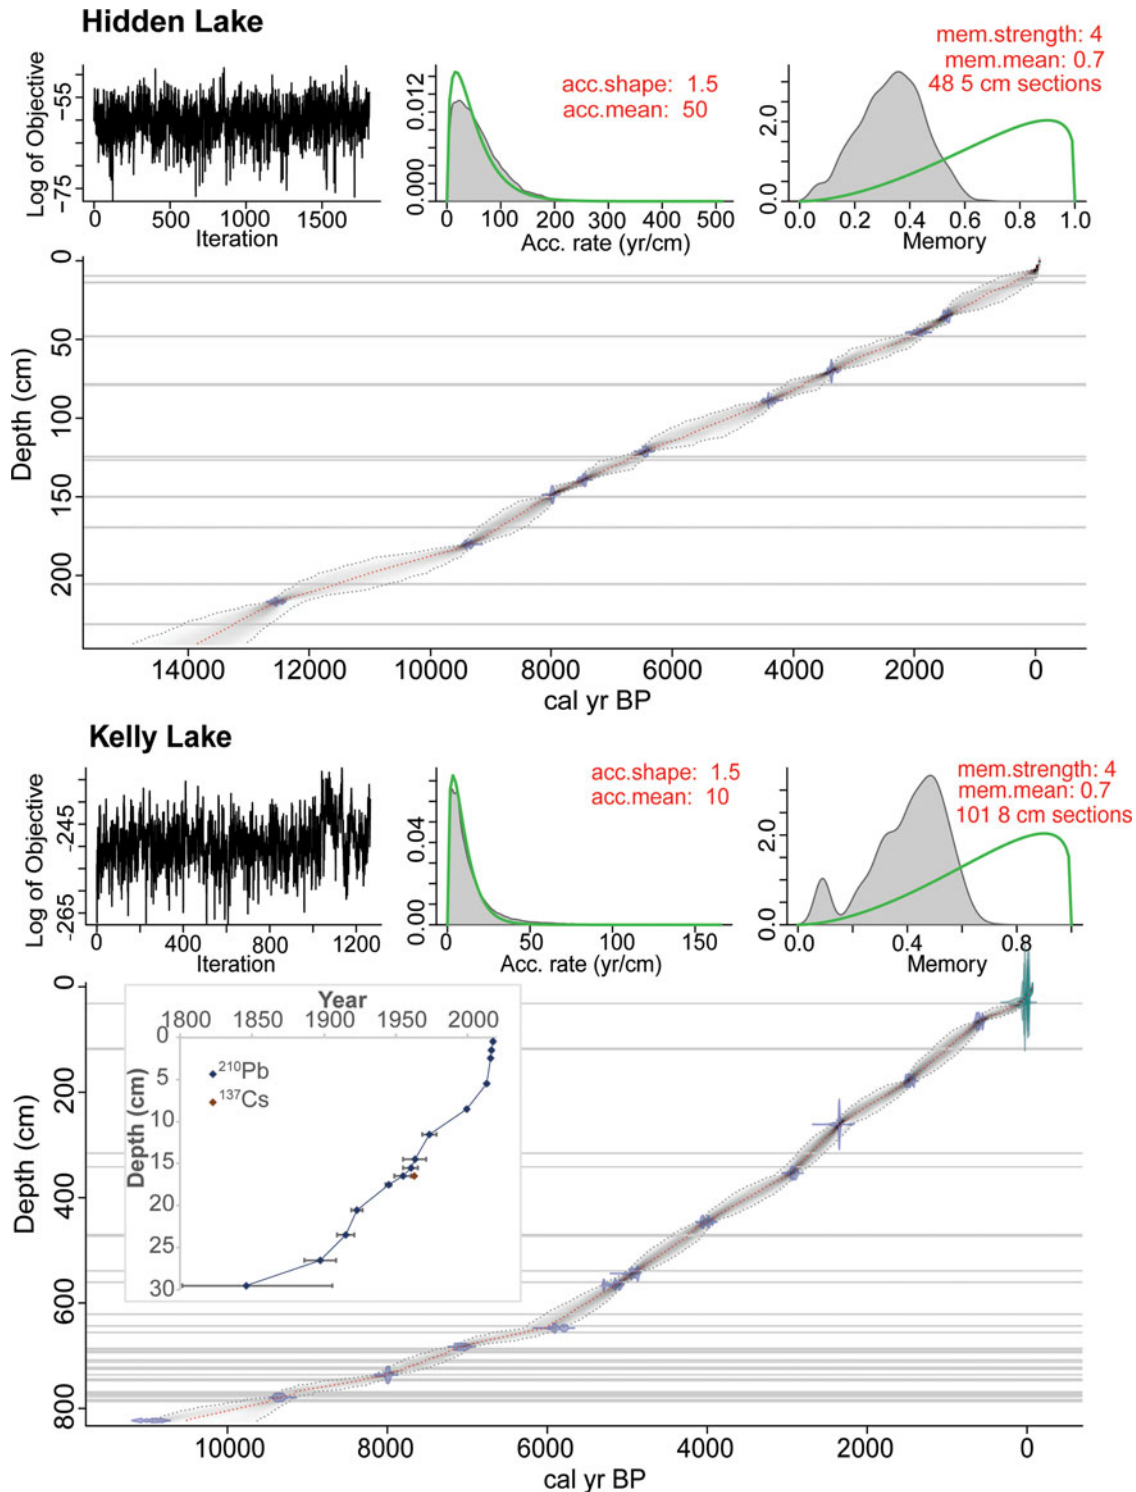 Hidden Lake
mem.strength: 4
mem.mean: 0.7
48 5 cm sections
acc.shape: 1.5
acc.mean: 50
Log of Objective
-55
-75
0 500 1000 1500
Iteration
0.012
0.000
0 100 200 300 400 500
Acc. rate (yr/cm)
2.0
0.0
0.0 0.2 0.4 0.6 0.8 1.0
Memory
Depth (cm)
0
50
100
150
200
14000 12000 10000 8000 6000 4000 2000 0
cal yr BP
Kelly Lake
mem.strength: 4
mem.mean: 0.7
101 8 cm sections
acc.shape: 1.5
acc.mean: 10
Log of Objective
-245
-265
0 400 800 1200
Iteration
0.04
0.00
0 50 100 150
Acc. rate (yr/cm)
2.0
0.0
0.0 0.4 0.8
Memory
Depth (cm)
0
200
400
600
800
Year
1800 1850 1900 1950 2000
Depth (cm)
0
5
10
15
20
25
30
210Pb
137Cs
10000 8000 6000 4000 2000 0
cal yr BP